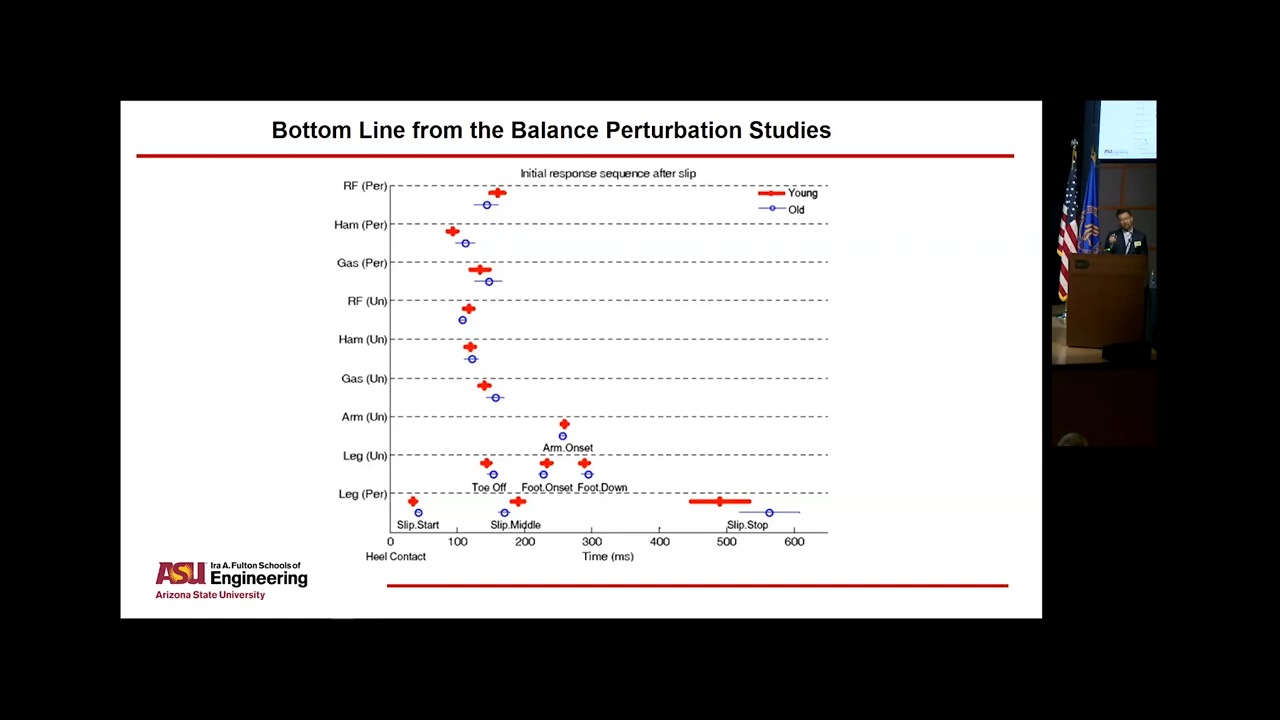 Bottom Line from the Balance Perturbation Studies
Initial response sequence after slip
Young
Old
RF (Per)
Ham (Per)
Gas (Per)
RF (Un)
Ham (Un)
Gas (Un)
Arm (Un)
Arm.Onset
Leg (Un)
Toe Off Foot.Onset Foot.Down
Leg (Per)
Slip.Start Slip.Middle Slip.Stop
0 100 200 300 400 500 600
Heel Contact Time (ms)
ASU Ira A. Fulton Schools of
Engineering
Arizona State University